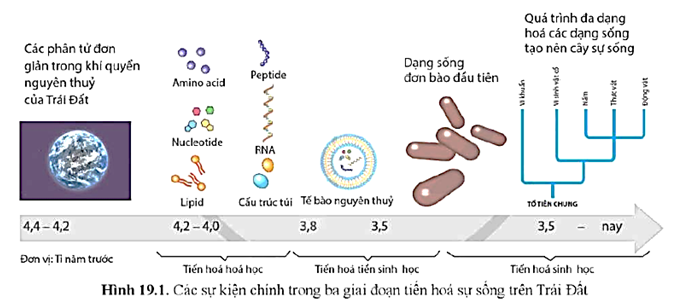 Các phân tử đơn
giản trong khí quyển
nguyên thuỷ
của Trái Đất
Amino acid
Peptide
Nucleotide
RNA
Lipid
Cấu trúc túi
Tế bào nguyên thuỷ
Dạng sống
đơn bào đầu tiên
Quá trình đa dạng
hoá các dạng sống
tạo nên cây sự sống
Vi khuẩn
Vi sinh vật cổ
Nấm
Thực vật
Động vật
TỔ TIÊN CHUNG
4,4 – 4,2
4,2 – 4,0
3,8
3,5
3,5 – nay
Đơn vị: Tỉ năm trước
Tiến hoá hoá học
Tiến hoá tiền sinh học
Tiến hoá sinh học
Hình 19.1. Các sự kiện chính trong ba giai đoạn tiến hoá sự sống trên Trái Đất